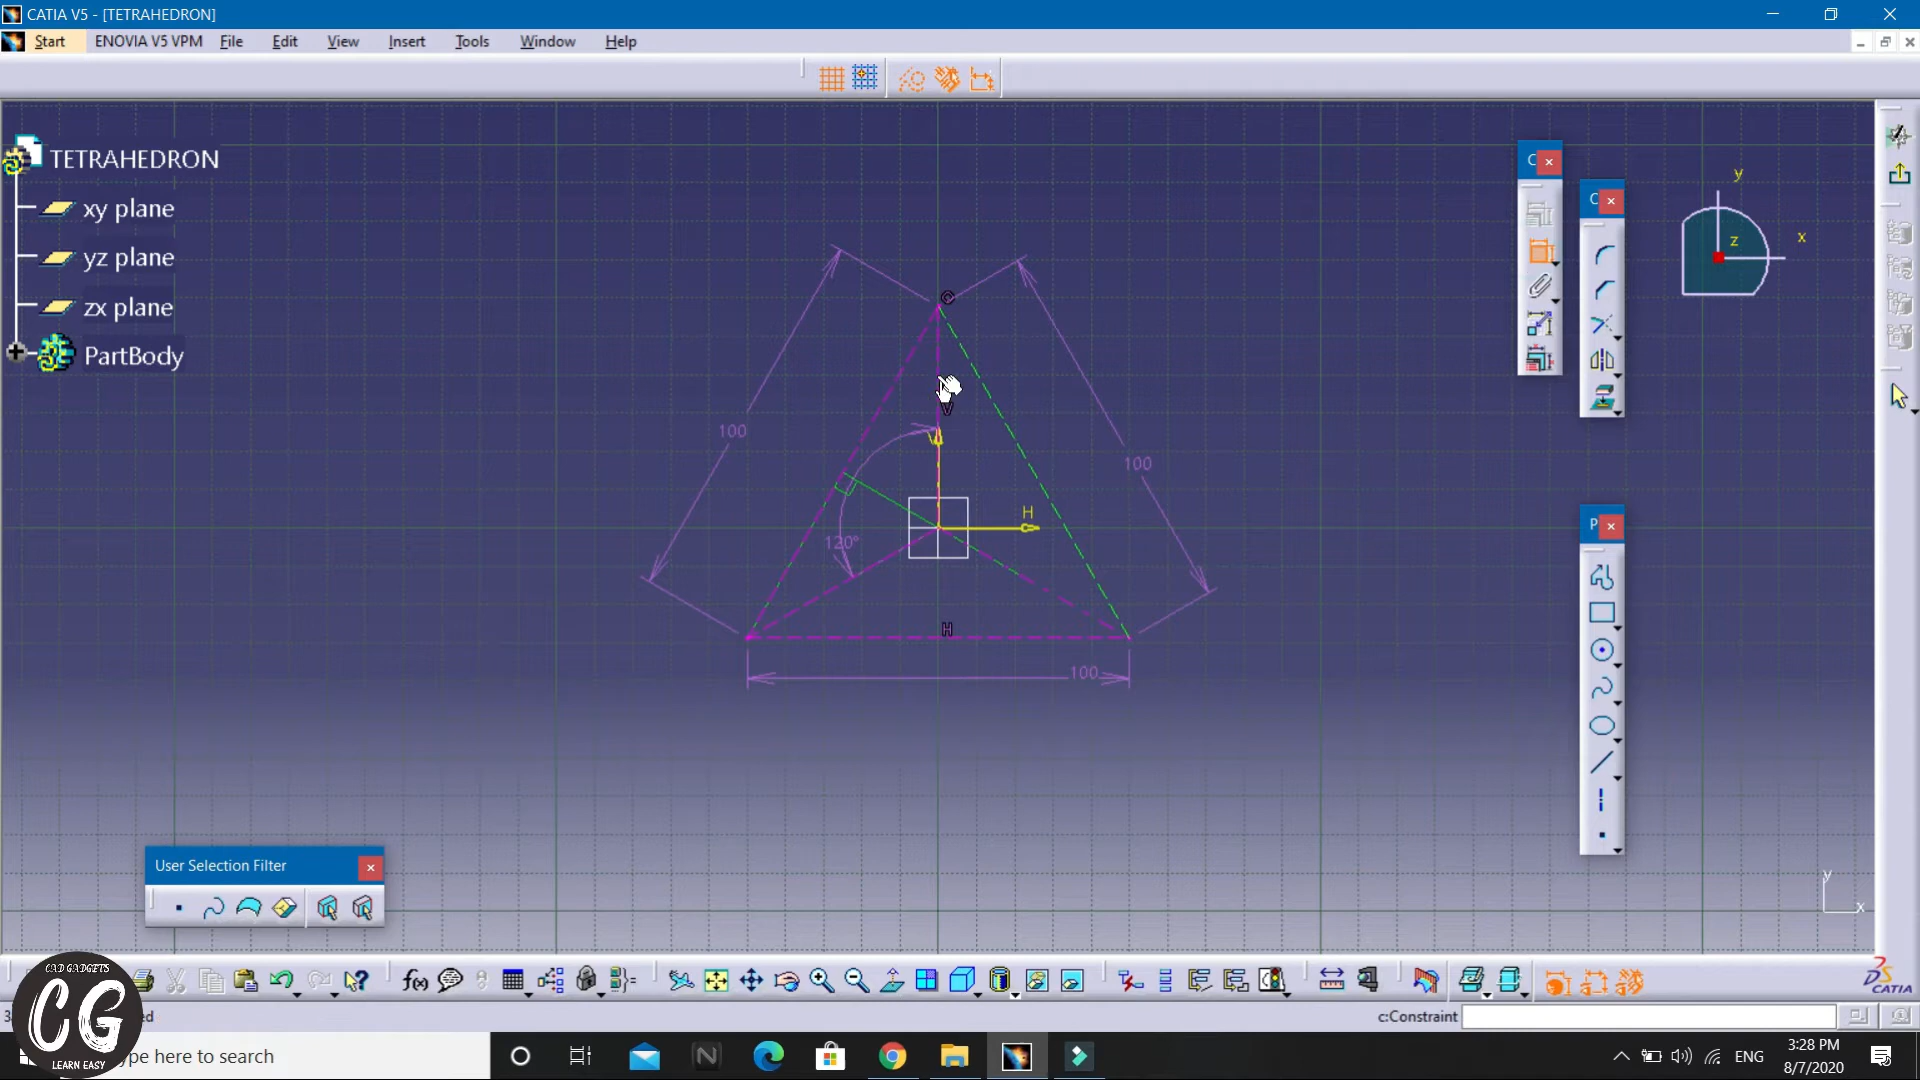 CATIA V5 - [TETRAHEDRON]
Start ENOVIA V5 VPM File Edit View Insert Tools Window Help
TETRAHEDRON
xy plane
yz plane
zx plane
PartBody
100
100
120°
100
V
H
H
C
C
P
y
z
x
User Selection Filter
f(x)
y
x
CAD GADGETS
CG
LEARN EASY
CATIA
c:Constraint
pe here to search
ENG
3:28 PM
8/7/2020